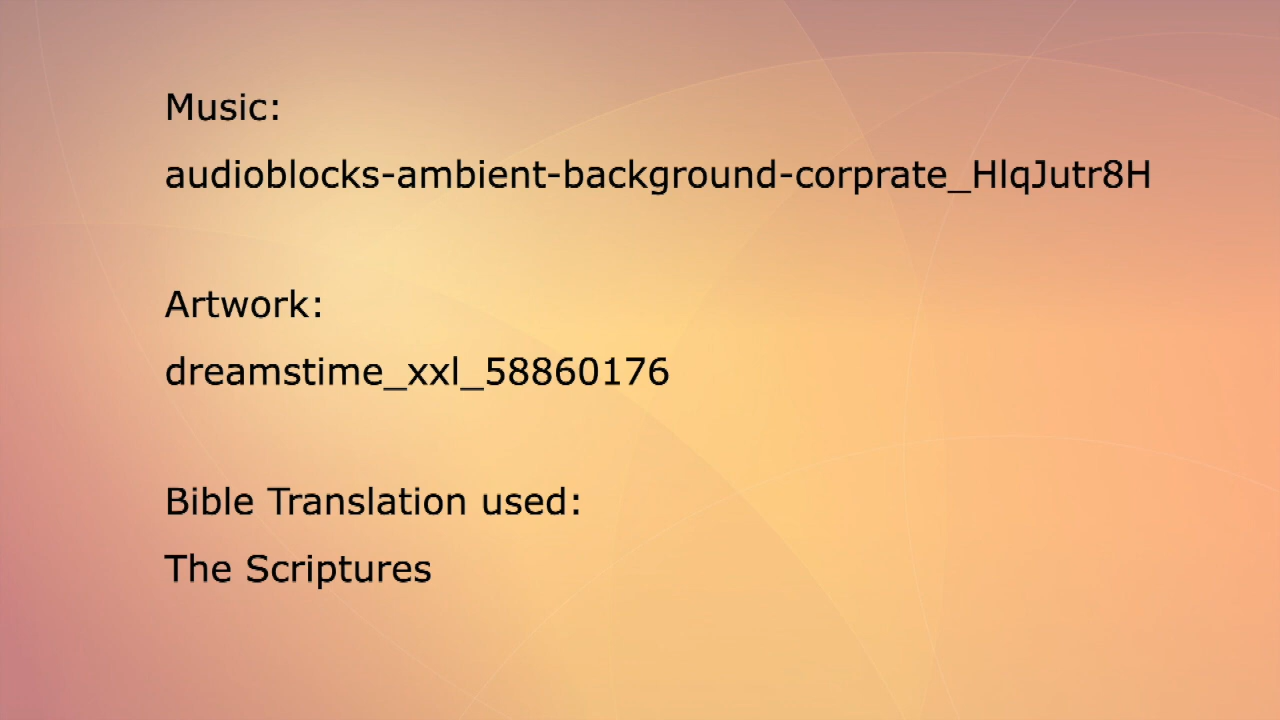 Music:
audioblocks-ambient-background-corprate_HlqJutr8H
Artwork:
dreamstime_xxl_58860176
Bible Translation used:
The Scriptures